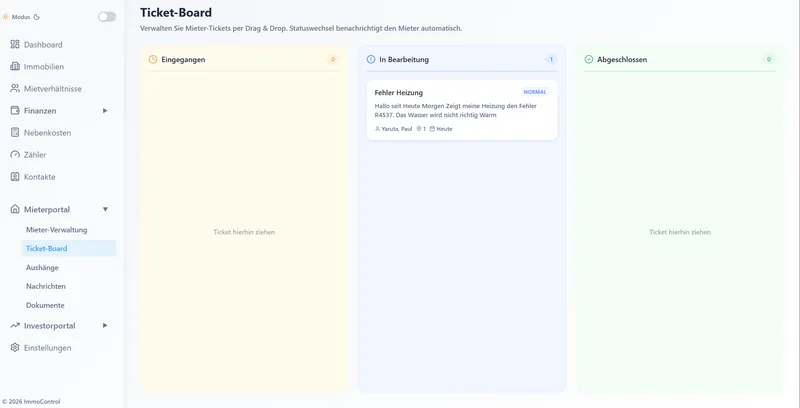 Modus
Dashboard
Immobilien
Mietverhältnisse
Finanzen
Nebenkosten
Zähler
Kontakte
Mieterportal
Mieter-Verwaltung
Ticket-Board
Aushänge
Nachrichten
Dokumente
Investorportal
Einstellungen
© 2026 ImmoControl
Ticket-Board
Verwalten Sie Mieter-Tickets per Drag & Drop. Statuswechsel benachrichtigt den Mieter automatisch.
Eingegangen 0
Ticket hierhin ziehen
In Bearbeitung 1
Fehler Heizung NORMAL
Hallo seit Heute Morgen Zeigt meine Heizung den Fehler
R4537. Das Wasser wird nicht richtig Warm
Yaruta, Paul 1 Heute
Abgeschlossen 0
Ticket hierhin ziehen